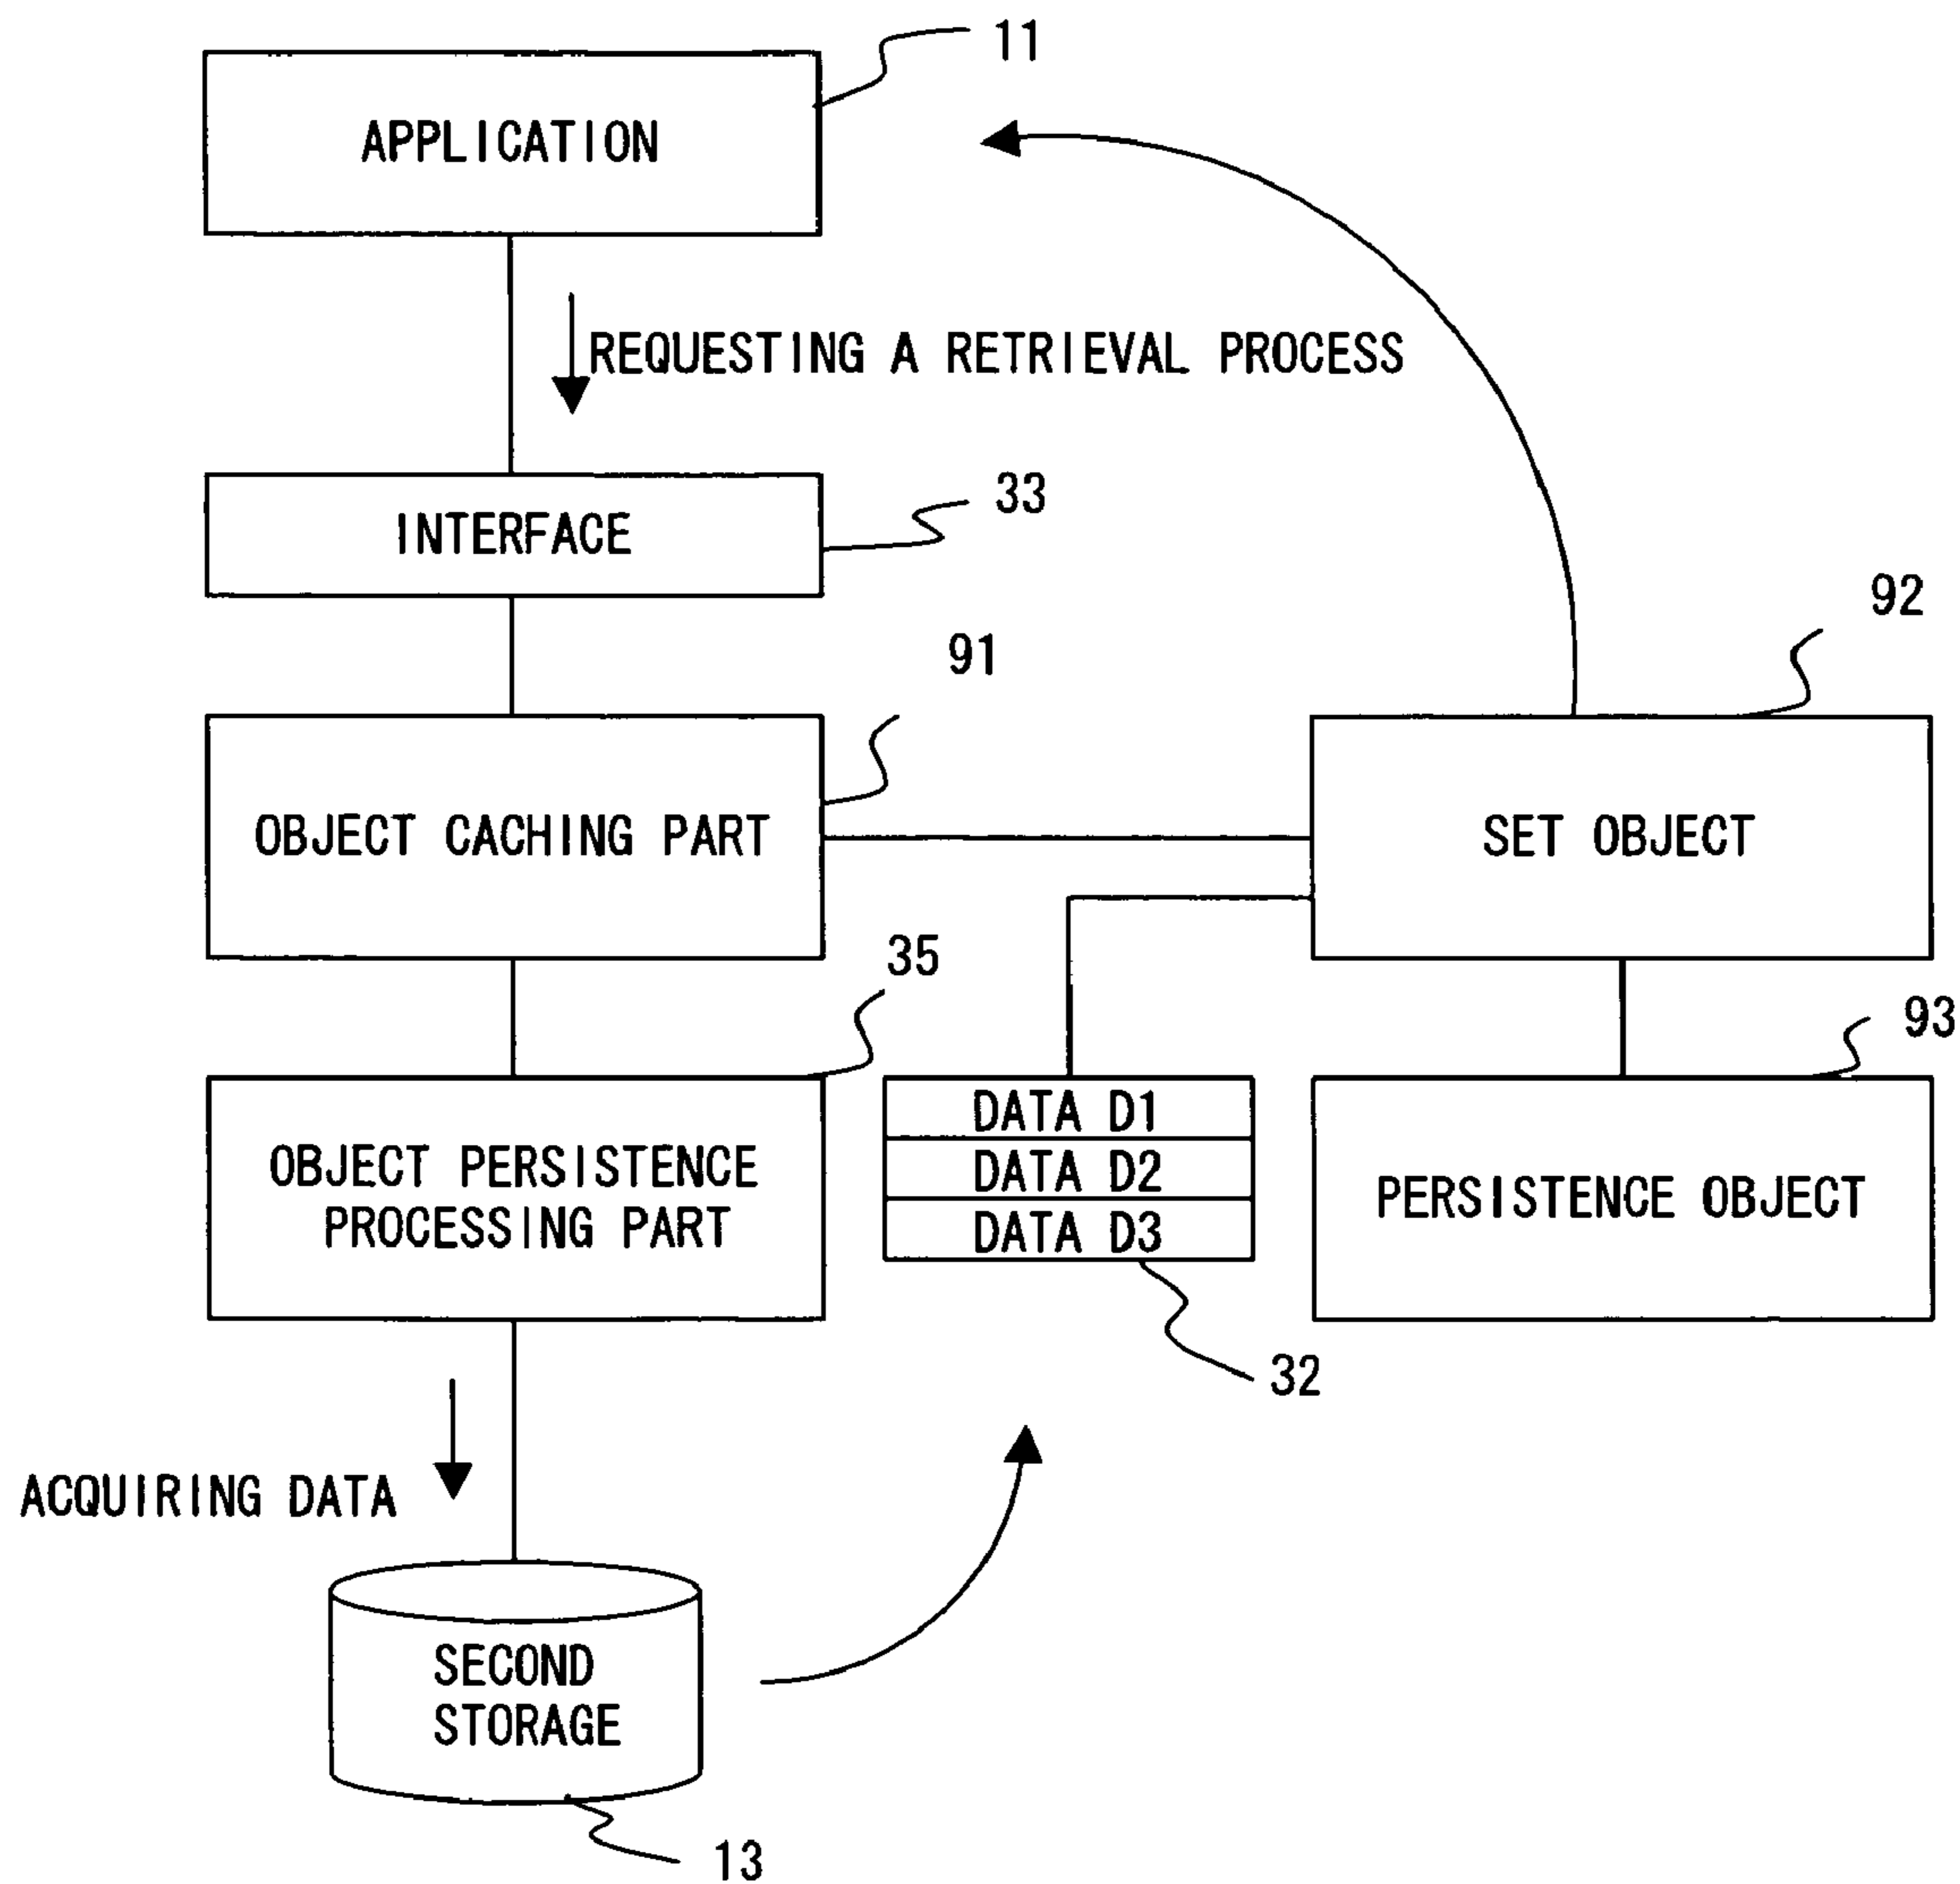 11
APPLICATION
REQUESTING A RETRIEVAL PROCESS
33
INTERFACE
92
91
OBJECT CACHING PART
SET OBJECT
35
93
DATA D1
OBJECT PERSISTENCE
PROCESSING PART
DATA D2
DATA D3
PERSISTENCE OBJECT
32
ACQUIRING DATA
SECOND
STORAGE
13